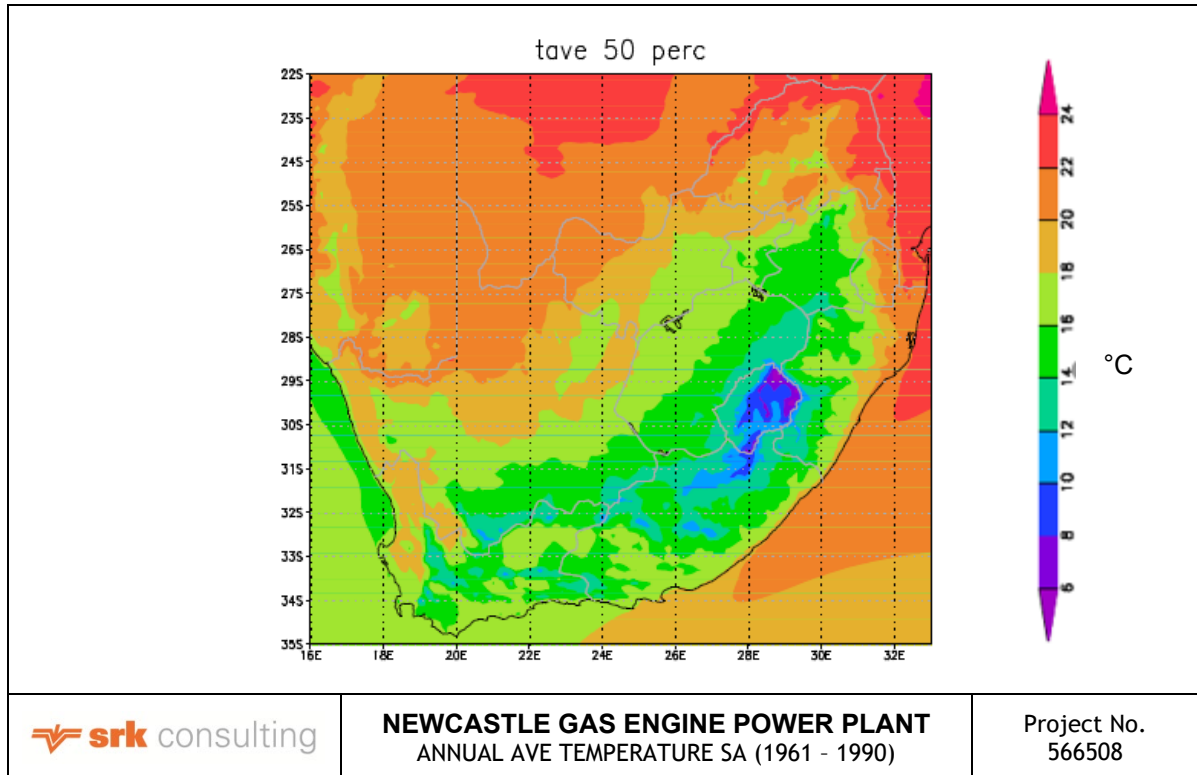 tave 50 perc
22S
23S
24S
25S
26S
27S
28S
29S
30S
31S
32S
33S
34S
35S
16E 18E 20E 22E 24E 26E 28E 30E 32E
24
22
20
18
16
14
12
10
8
6
°C
srk consulting
NEWCASTLE GAS ENGINE POWER PLANT
ANNUAL AVE TEMPERATURE SA (1961 – 1990)
Project No.
566508